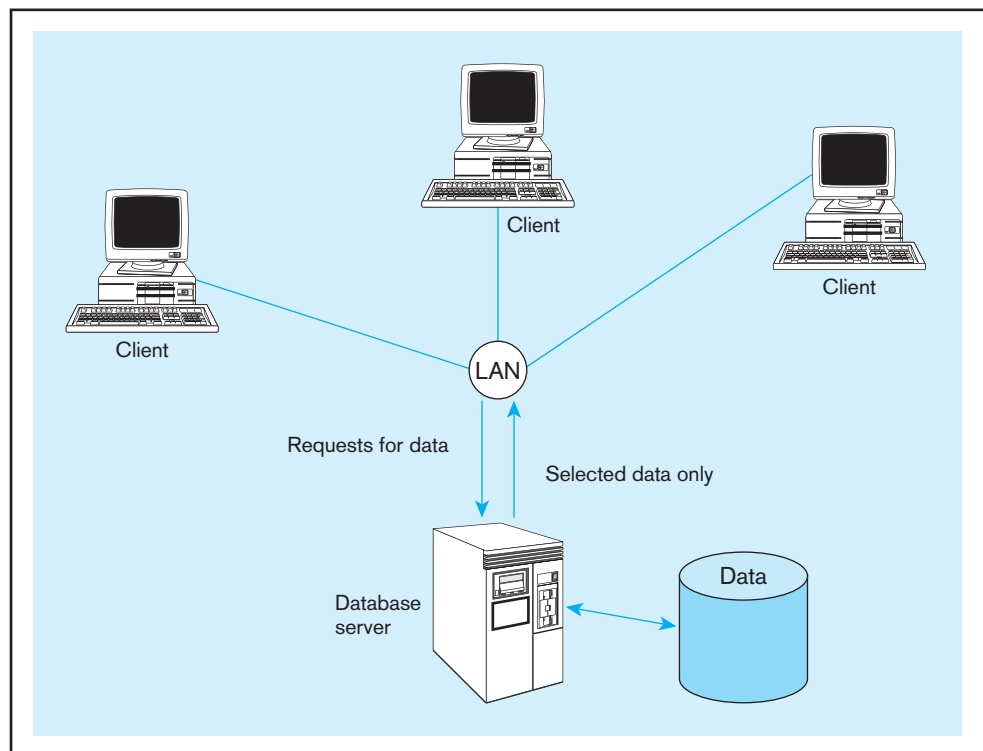 Client
Client
Client
LAN
Requests for data
Selected data only
Database
server
Data